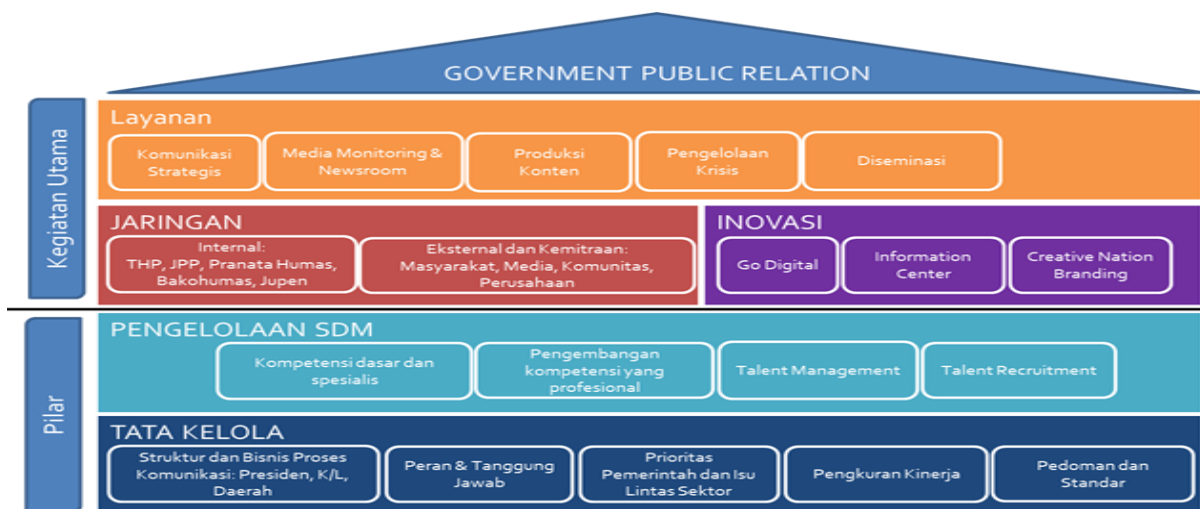 GOVERNMENT PUBLIC RELATION
Kegiatan Utama
Layanan
Komunikasi
Strategis
Media Monitoring &
Newsroom
Produksi
Konten
Pengelolaan
Krisis
Diseminasi
JARINGAN
Internal:
THP, JPP, Pranata Humas,
Bakohumas, Jupen
Eksternal dan Kemitraan:
Masyarakat, Media, Komunitas,
Perusahaan
INOVASI
Go Digital
Information
Center
Creative Nation
Branding
Pilar
PENGELOLAAN SDM
Kompetensi dasar dan
spesialis
Pengembangan
kompetensi yang
profesional
Talent Management
Talent Recruitment
TATA KELOLA
Struktur dan Bisnis Proses
Komunikasi: Presiden, K/L,
Daerah
Peran & Tanggung
Jawab
Prioritas
Pemerintah dan Isu
Lintas Sektor
Pengkuran Kinerja
Pedoman dan
Standar